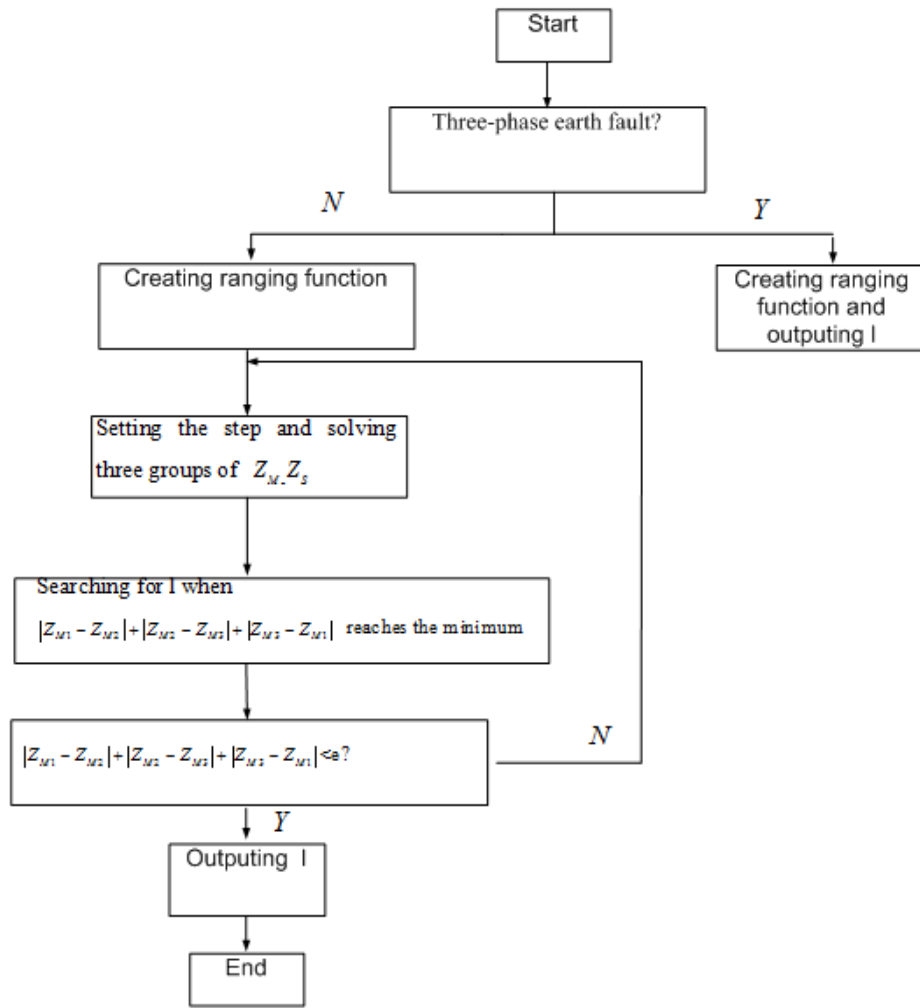 Start
Three-phase earth fault?
N
Y
Creating ranging function
Creating ranging
function and
outputing l
Setting the step and solving
three groups of Z_M, Z_S
Searching for l when
|Z_M1 − Z_M2|+|Z_M2 − Z_M3|+|Z_M3 − Z_M1| reaches the minimum
|Z_M1 − Z_M2|+|Z_M2 − Z_M3|+|Z_M3 − Z_M1|<e?
N
Y
Outputing l
End